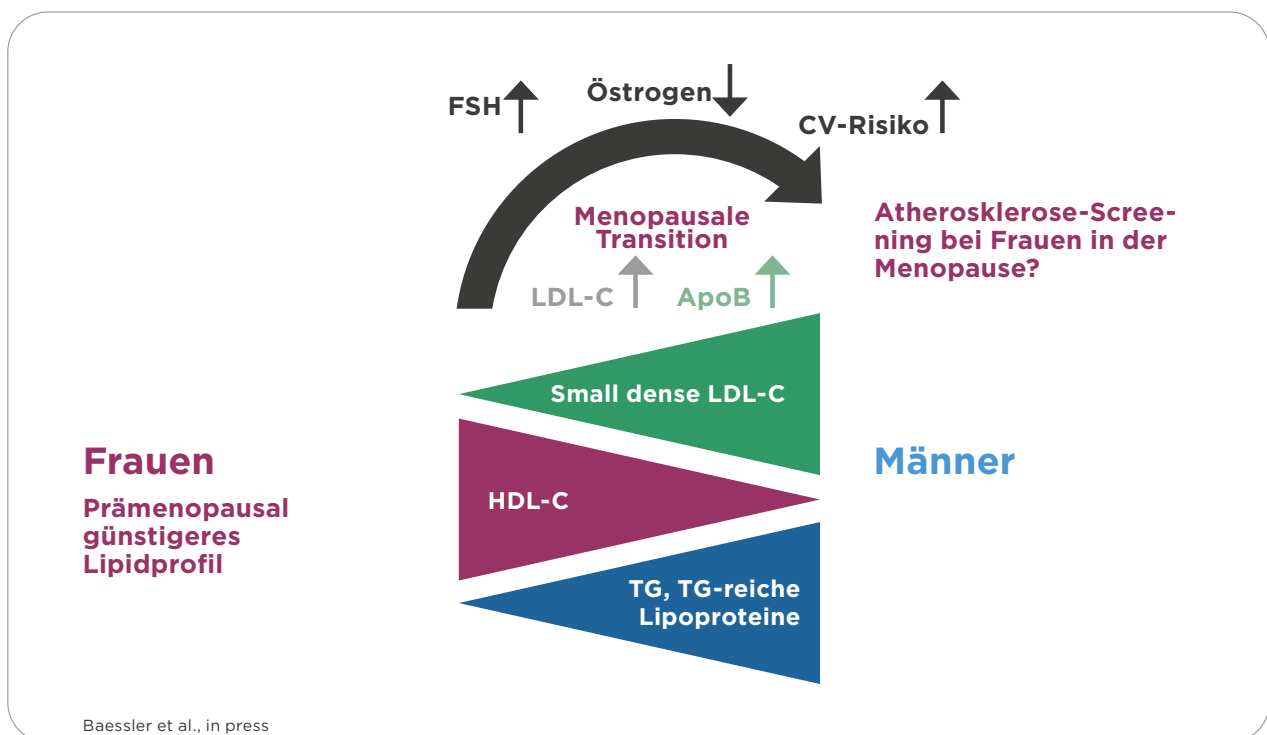 FSH
Östrogen
CV-Risiko
Menopausale
Transition
Atherosklerose-Scree-
ning bei Frauen in der
Menopause?
LDL-C
ApoB
Small dense LDL-C
Frauen
Männer
Prämenopausal
günstigeres
Lipidprofil
HDL-C
TG, TG-reiche
Lipoproteine
Baessler et al., in press